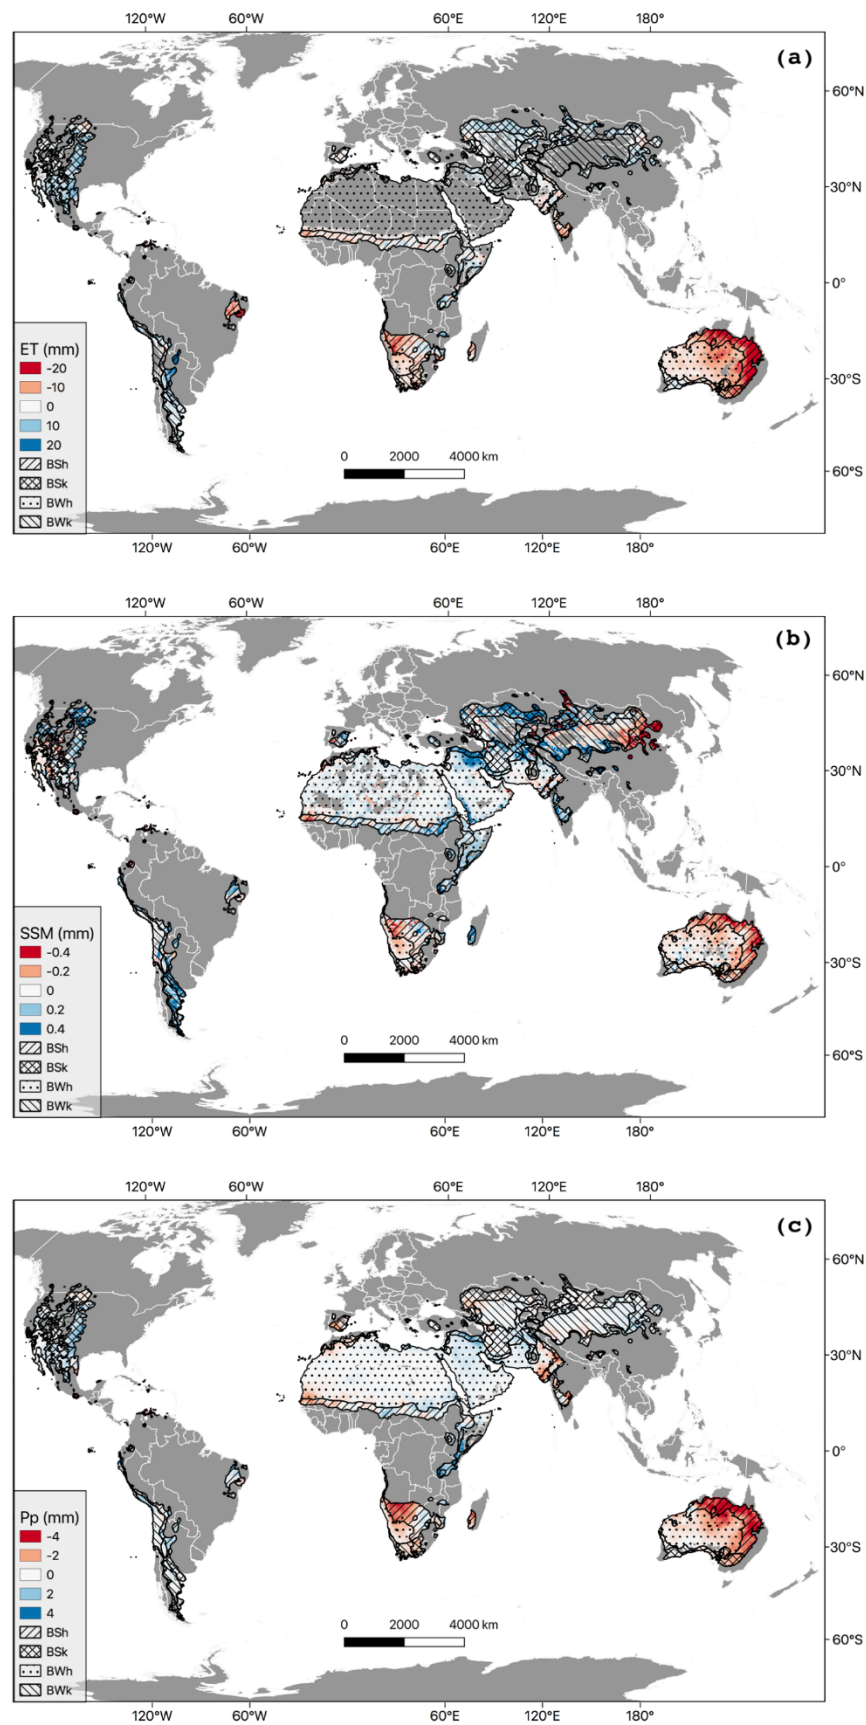 120°W 60°W 60°E 120°E 180°
(a)
60°N
30°N
0°
30°S
60°S
ET (mm)
-20
-10
0
10
20
BSh
BSk
BWh
BWk
0 2000 4000 km
120°W 60°W 60°E 120°E 180°
120°W 60°W 60°E 120°E 180°
(b)
60°N
30°N
0°
30°S
60°S
SSM (mm)
-0.4
-0.2
0
0.2
0.4
BSh
BSk
BWh
BWk
0 2000 4000 km
120°W 60°W 60°E 120°E 180°
120°W 60°W 60°E 120°E 180°
(c)
60°N
30°N
0°
30°S
60°S
Pp (mm)
-4
-2
0
2
4
BSh
BSk
BWh
BWk
0 2000 4000 km
120°W 60°W 60°E 120°E 180°